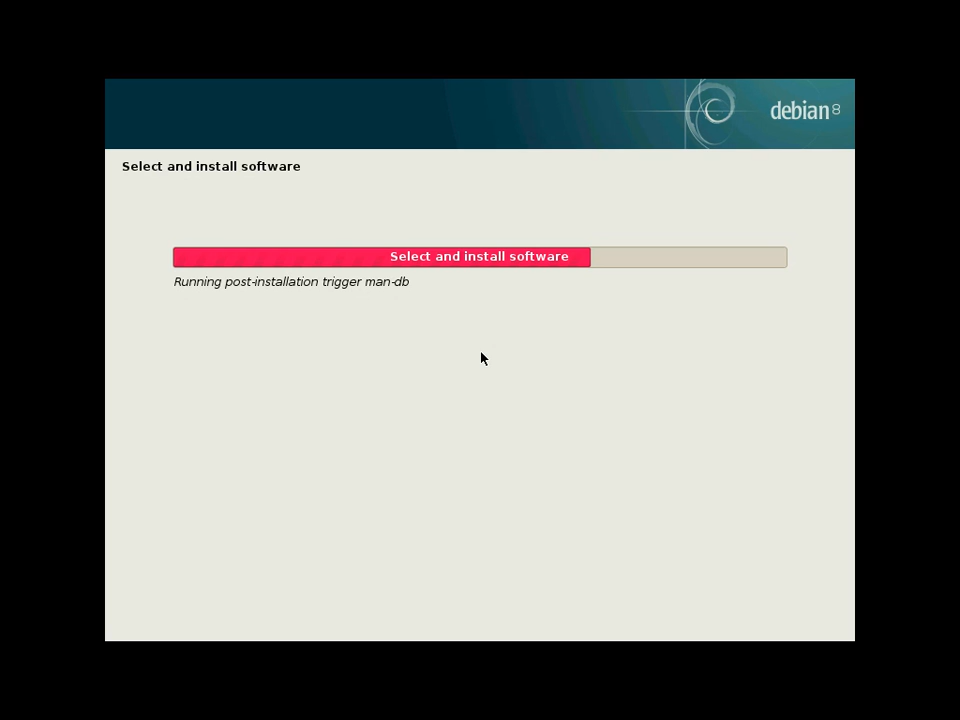 debian 8
Select and install software
Select and install software
Running post-installation trigger man-db